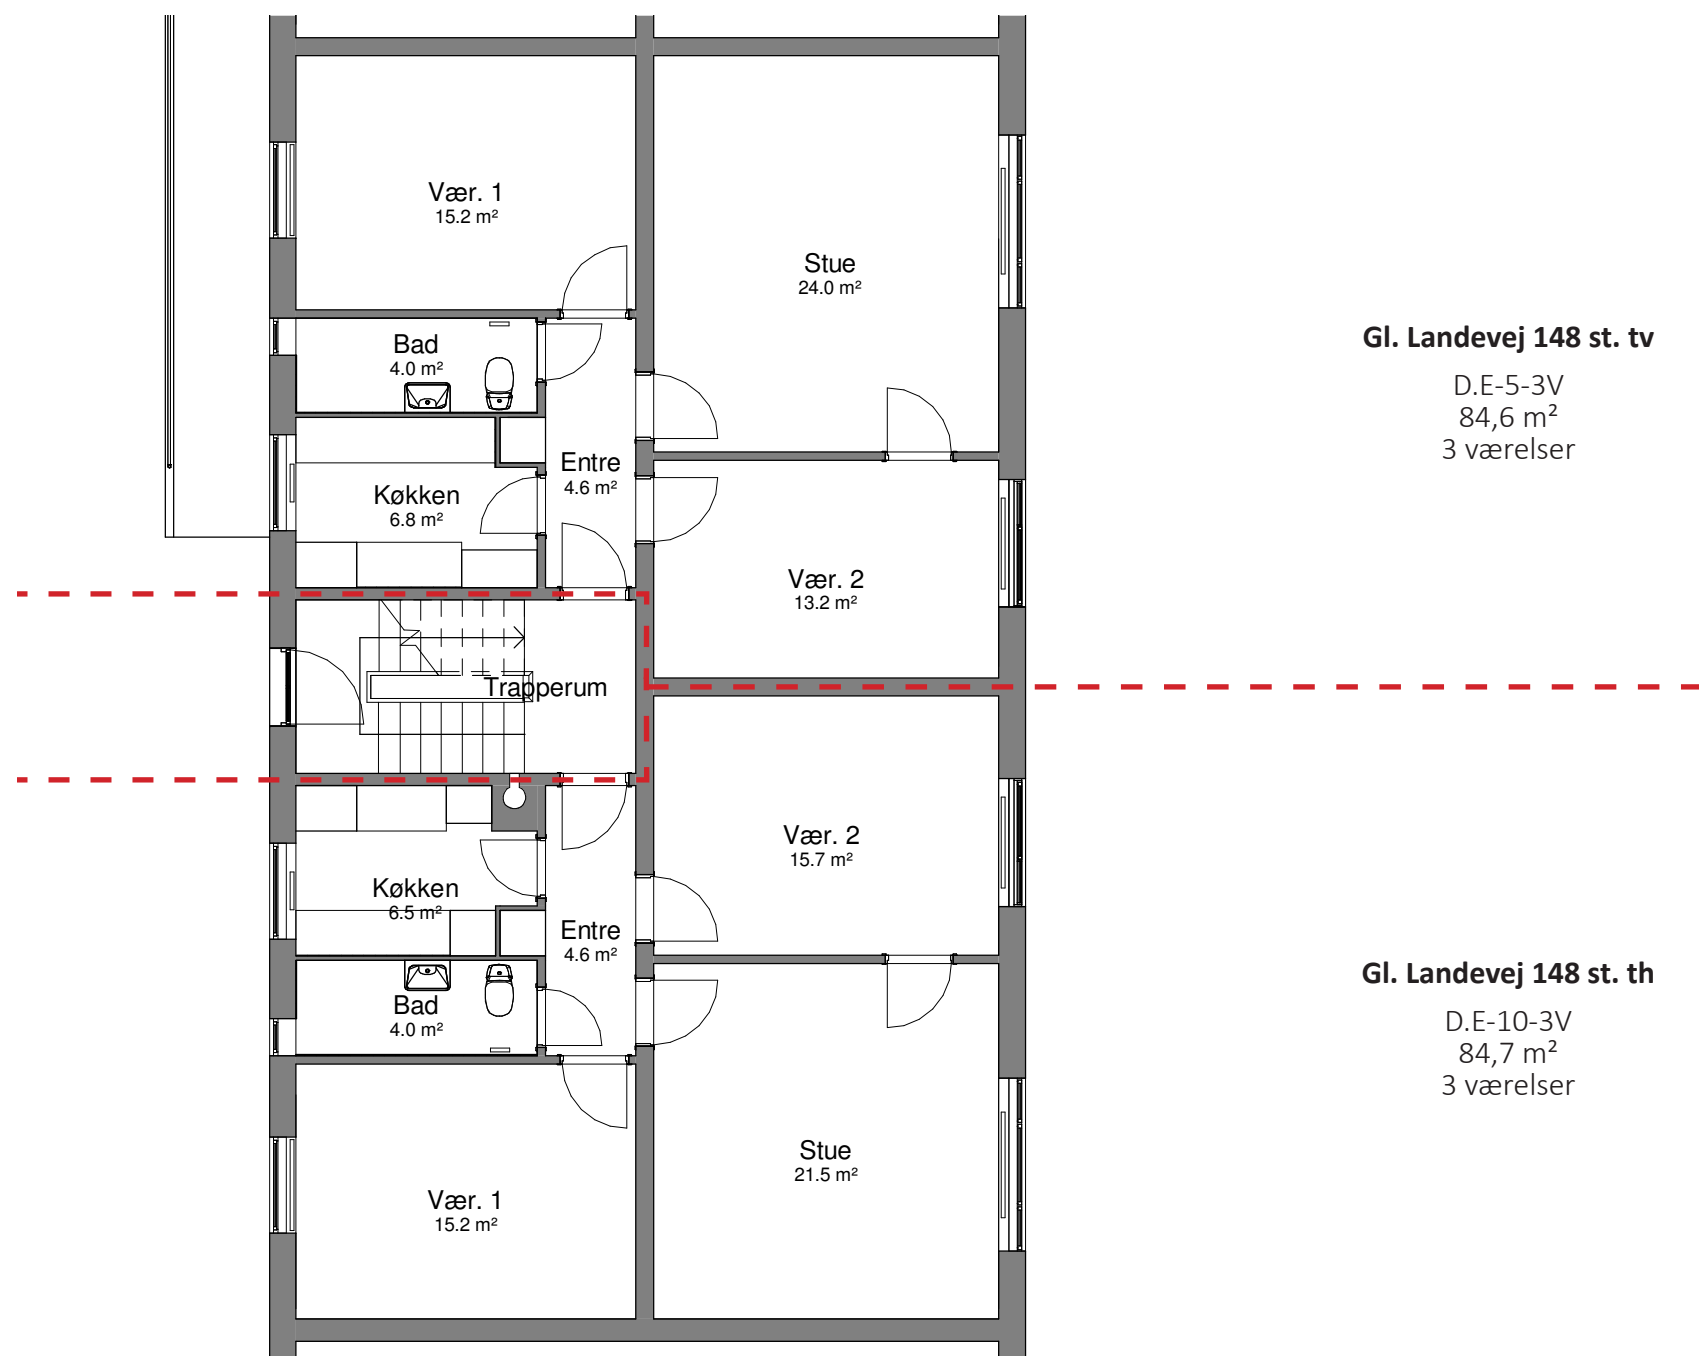 Vær. 1
15.2 m²
Stue
24.0 m²
Bad
4.0 m²
Entre
4.6 m²
Køkken
6.8 m²
Vær. 2
13.2 m²
Trapperum
Vær. 2
15.7 m²
Køkken
6.5 m²
Entre
4.6 m²
Bad
4.0 m²
Stue
21.5 m²
Vær. 1
15.2 m²
Gl. Landevej 148 st. tv
D.E-5-3V
84,6 m²
3 værelser
Gl. Landevej 148 st. th
D.E-10-3V
84,7 m²
3 værelser